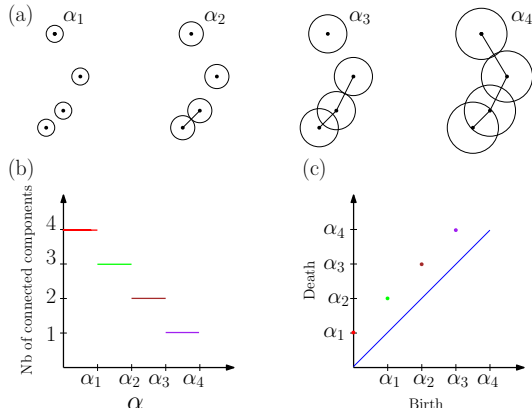 (a)
α1
α2
α3
α4
(b)
Nb of connected components
4
3
2
1
α1 α2 α3 α4
α
(c)
Death
α4
α3
α2
α1
α1 α2 α3 α4
Birth